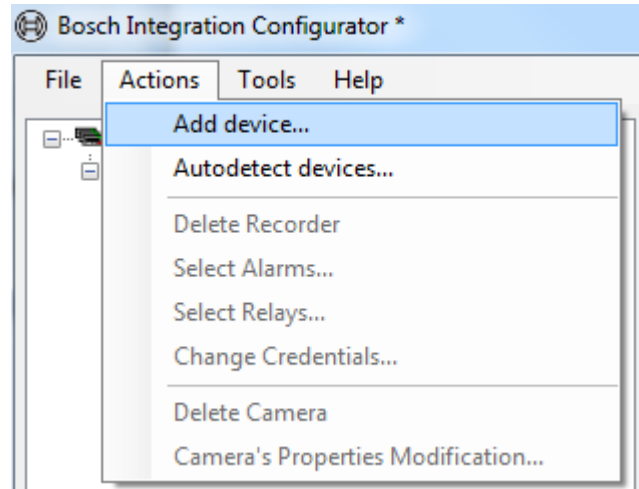 Bosch Integration Configurator *
File Actions Tools Help
Add device...
Autodetect devices...
Delete Recorder
Select Alarms...
Select Relays...
Change Credentials...
Delete Camera
Camera's Properties Modification...